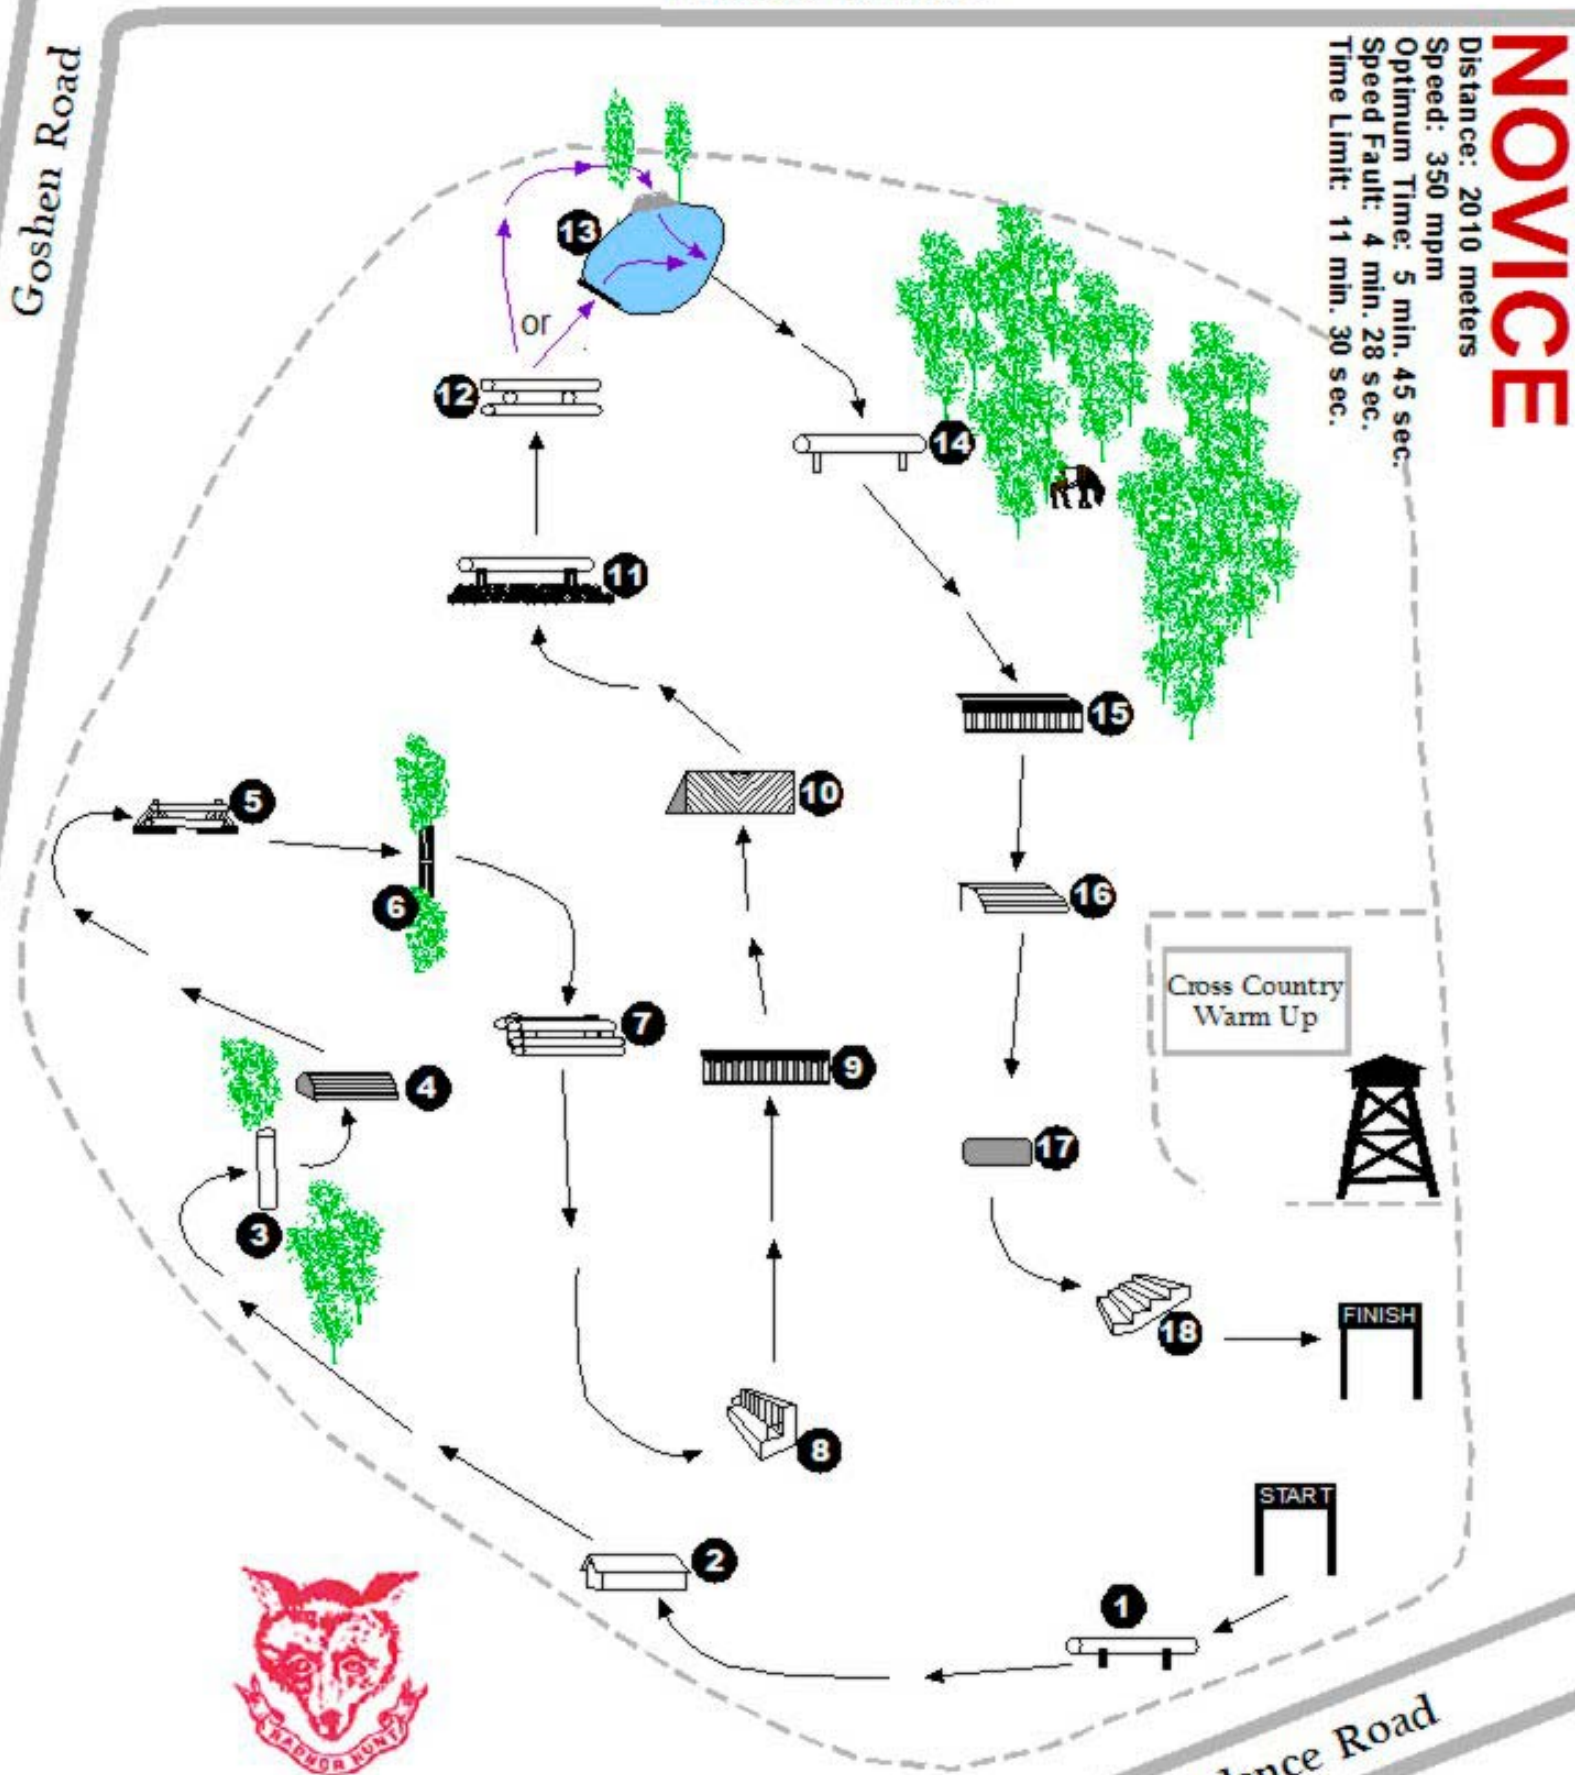 NOVICE
Distance: 2010 meters
Speed: 350 mpm
Optimum Time: 5 min. 45 sec.
Speed Fault: 4 min. 28 sec.
Time Limit: 11 min. 30 sec.
Goshen Road
13
or
12
14
11
15
5
10
6
16
Cross Country
Warm Up
7
9
4
17
3
18
FINISH
8
START
2
1
RADNOR HUNT
Road